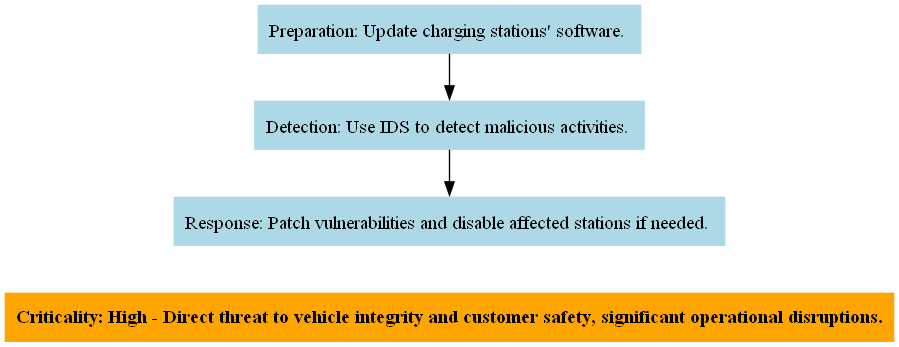 Preparation: Update charging stations' software.
Detection: Use IDS to detect malicious activities.
Response: Patch vulnerabilities and disable affected stations if needed.
Criticality: High - Direct threat to vehicle integrity and customer safety, significant operational disruptions.